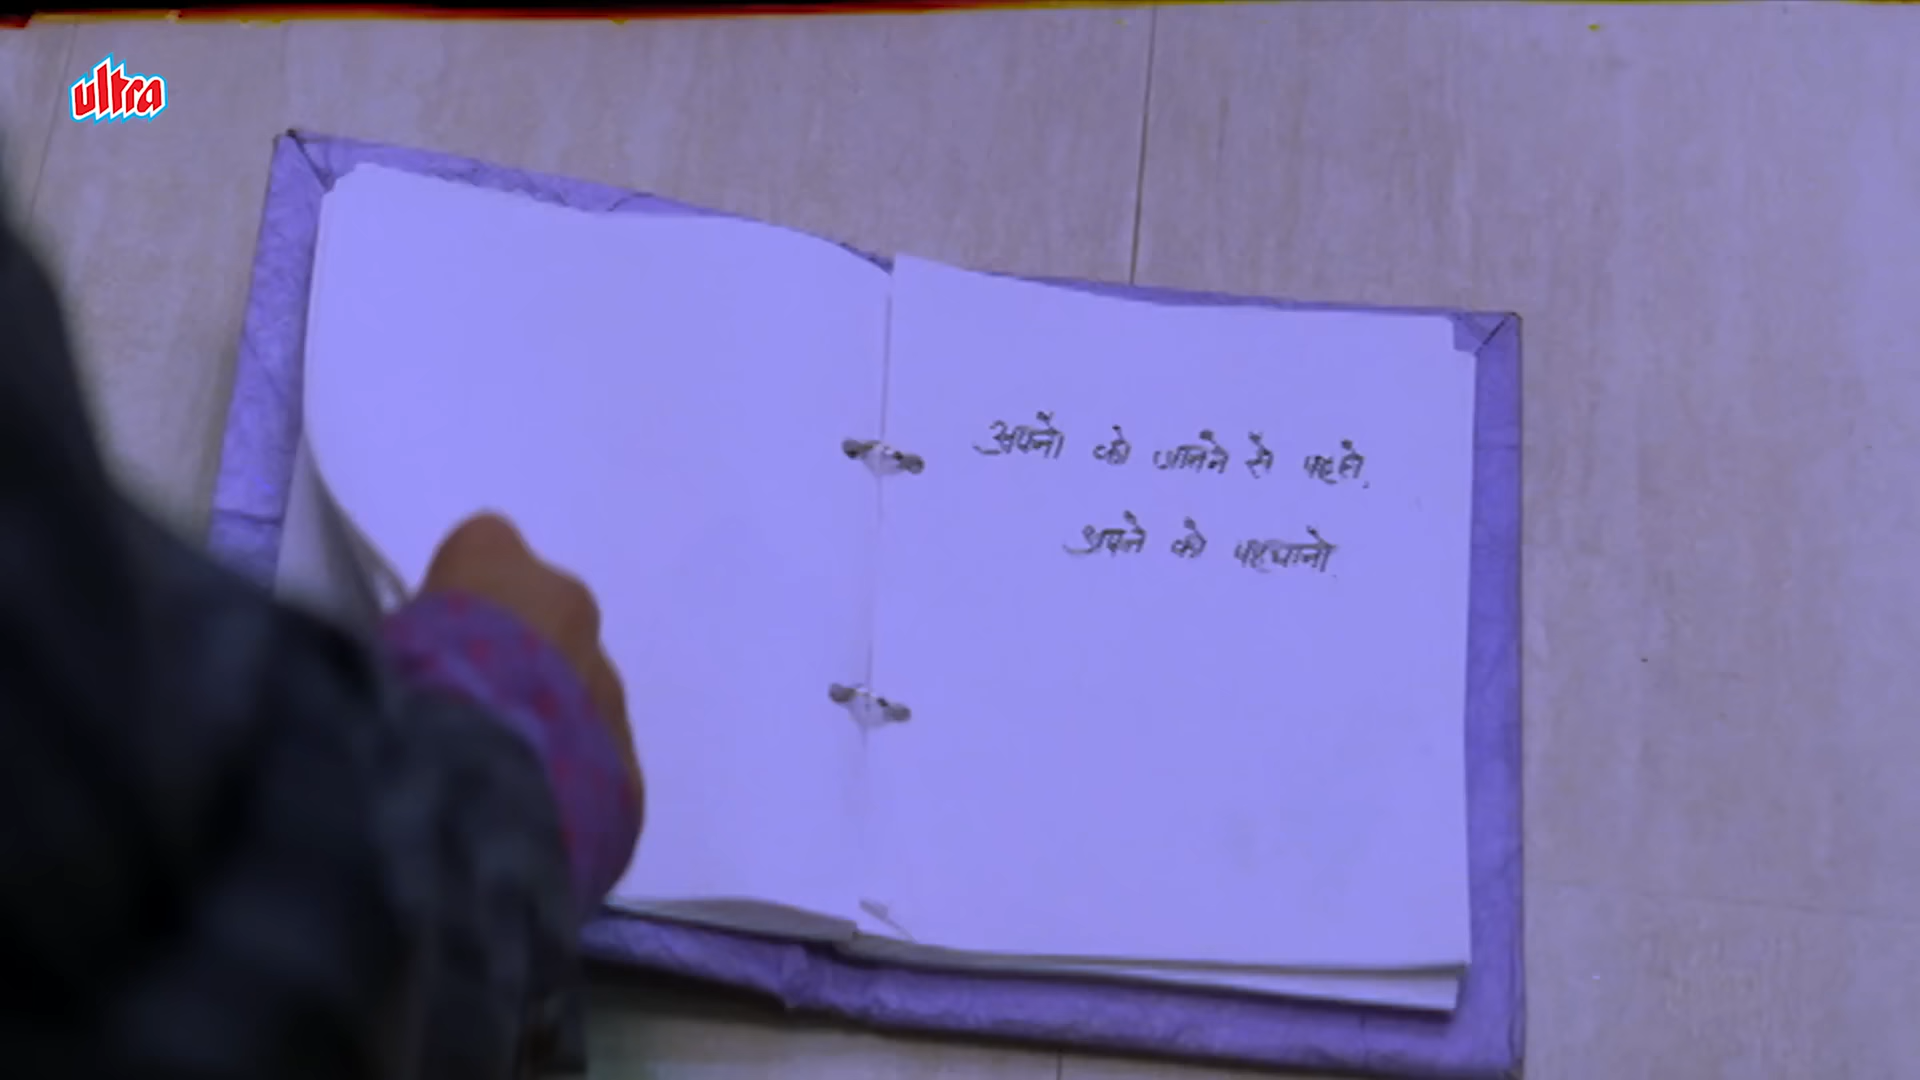 ultra
अपनो को जानने से पहले,
अपने को पहचानो.